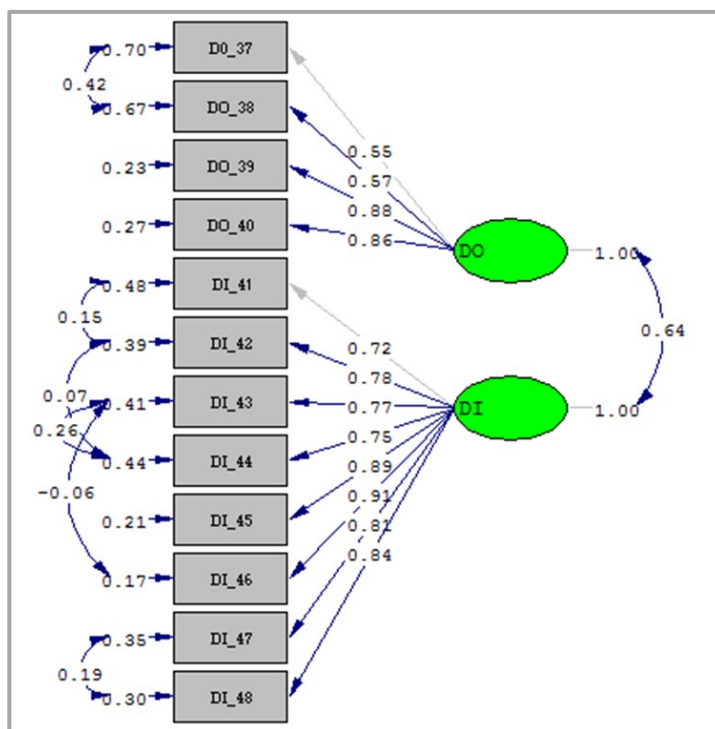 0.70 D0_37
0.42
0.67 DO_38
0.55
0.23 DO_39
0.57
0.88
0.27 DO_40
0.86
DO 1.00
0.48 DI_41
0.15
0.64
0.39 DI_42
0.72
0.78
0.07
0.41 DI_43
0.77
DI 1.00
0.26
0.75
0.44 DI_44
0.89
-0.06
0.91
0.21 DI_45
0.81
0.84
0.17 DI_46
0.35 DI_47
0.19
0.30 DI_48